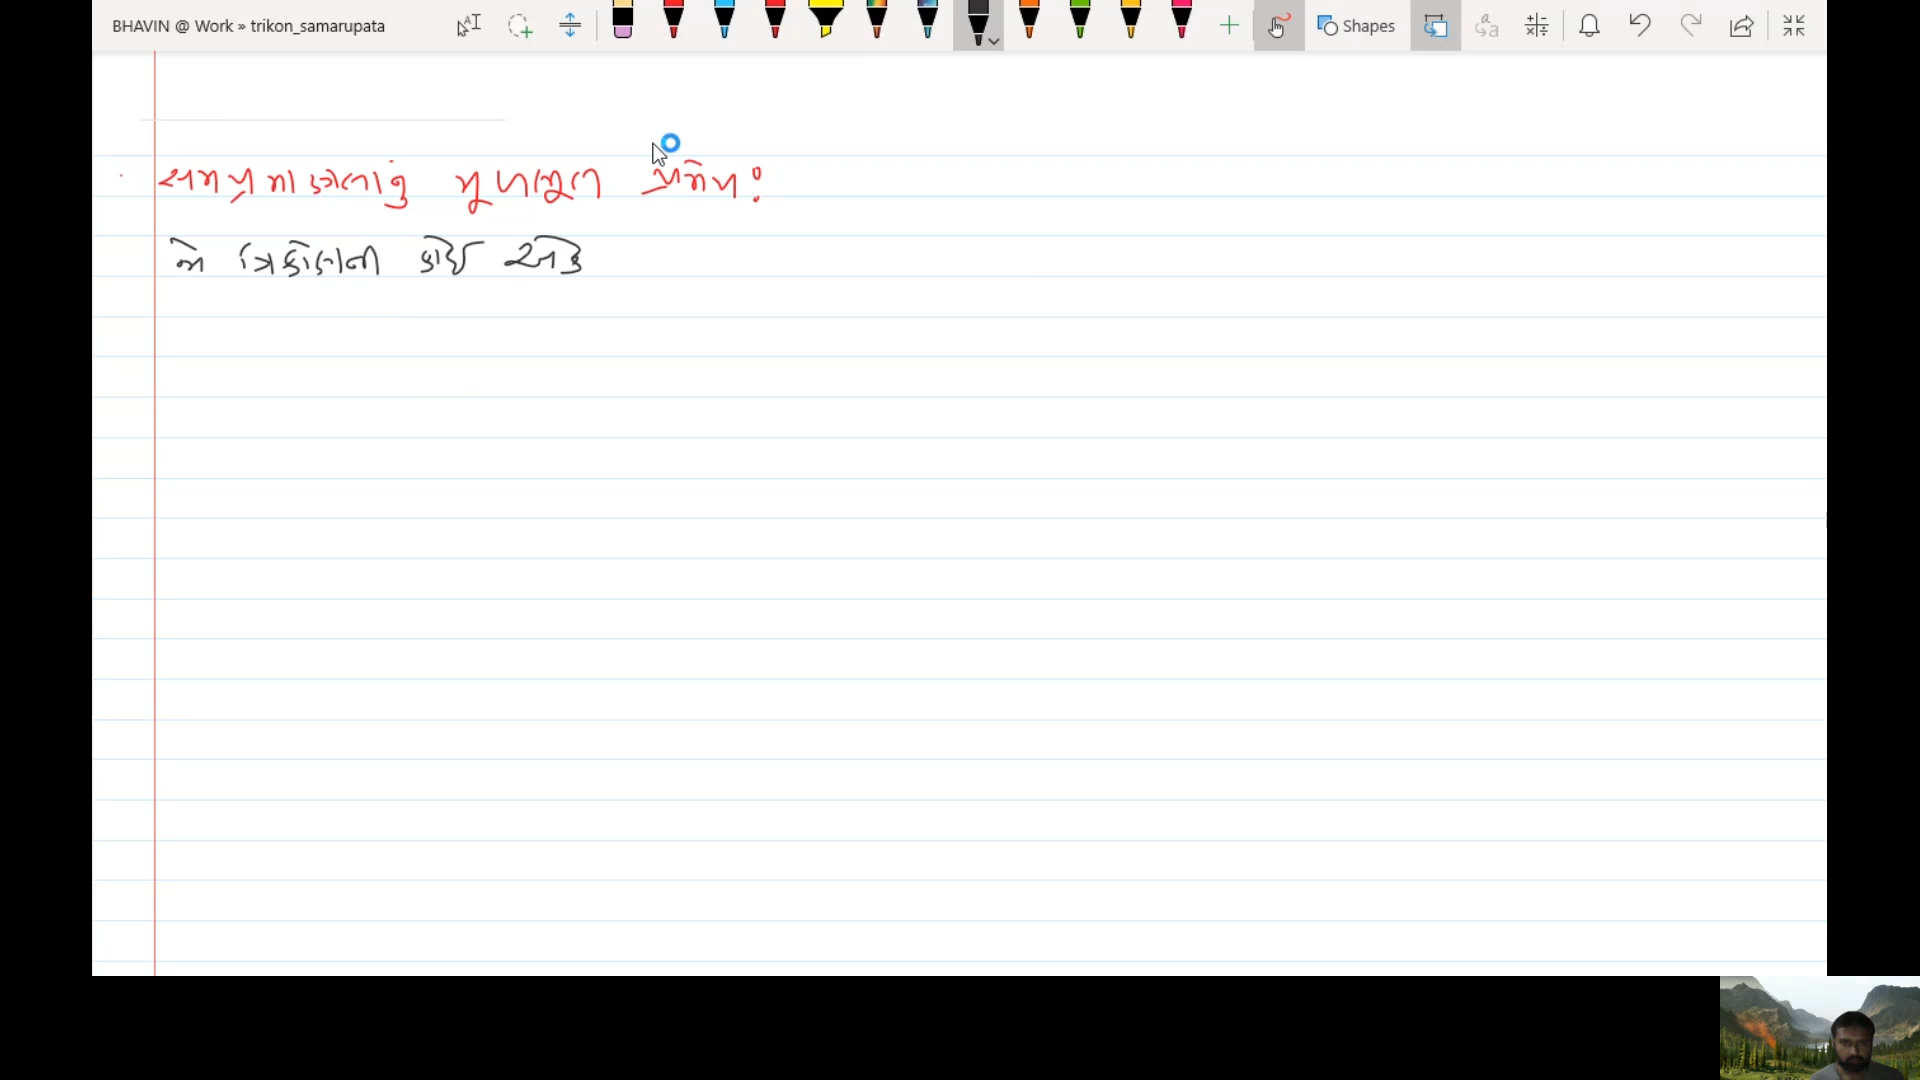 BHAVIN @ Work » trikon_samarupata
Shapes
સમપ્રમાણતાનું મૂળભૂત પ્રમેય :
જો ત્રિકોણની કોઈ એક